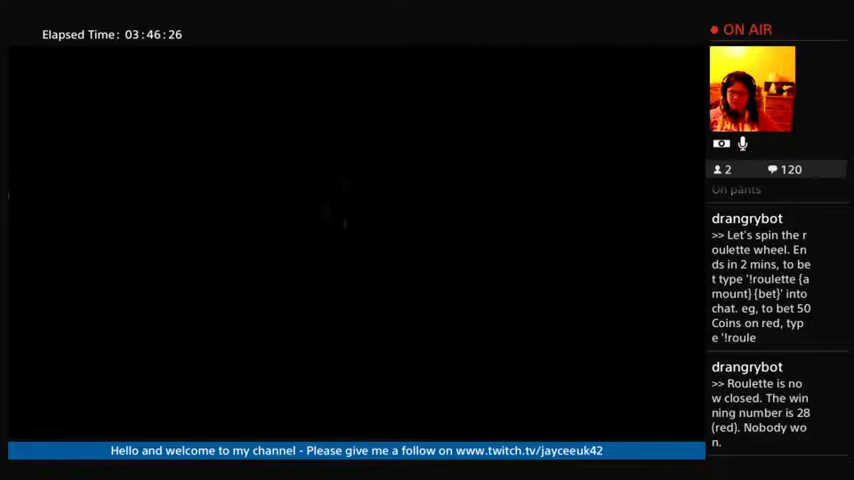 Elapsed Time: 03:46:26
ON AIR
2 120
On pants
drangrybot
>> Let's spin the r
oulette wheel. En
ds in 2 mins, to be
t type '!roulette {a
mount} {bet}' into
chat. eg, to bet 50
Coins on red, typ
e '!roule
drangrybot
>> Roulette is no
w closed. The win
ning number is 28
(red). Nobody wo
n.
Hello and welcome to my channel - Please give me a follow on www.twitch.tv/jayceeuk42